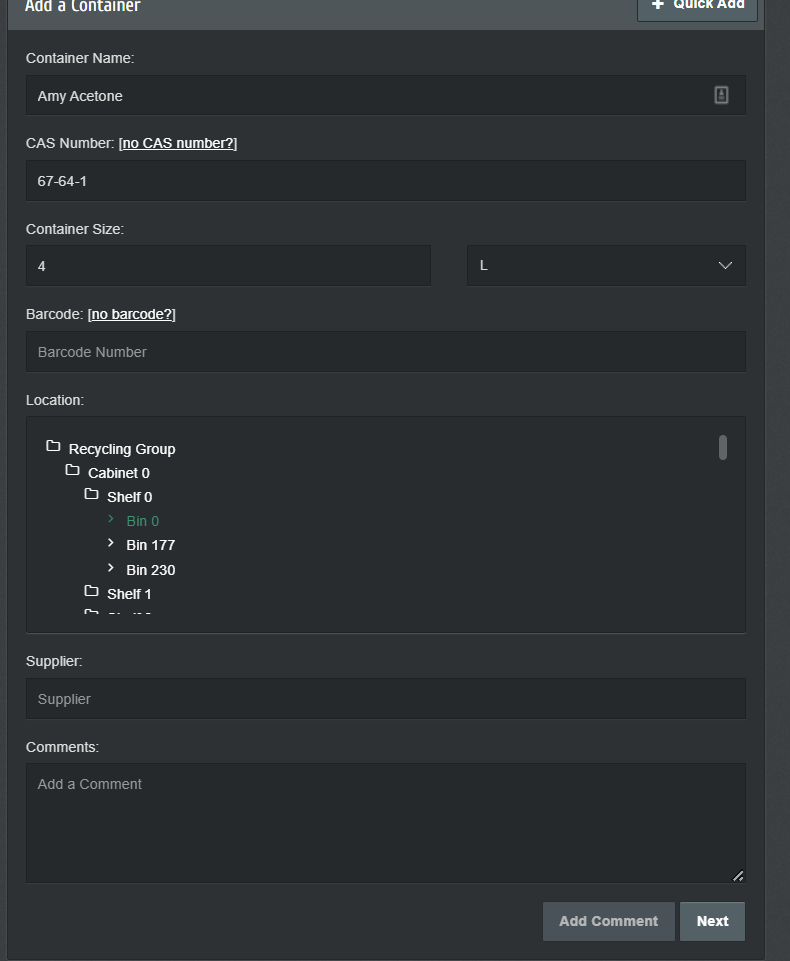 Add a Container
+ Quick Add
Container Name:
Amy Acetone
CAS Number: [no CAS number?]
67-64-1
Container Size:
4
L
Barcode: [no barcode?]
Barcode Number
Location:
Recycling Group
Cabinet 0
Shelf 0
Bin 0
Bin 177
Bin 230
Shelf 1
Supplier:
Supplier
Comments:
Add a Comment
Add Comment
Next